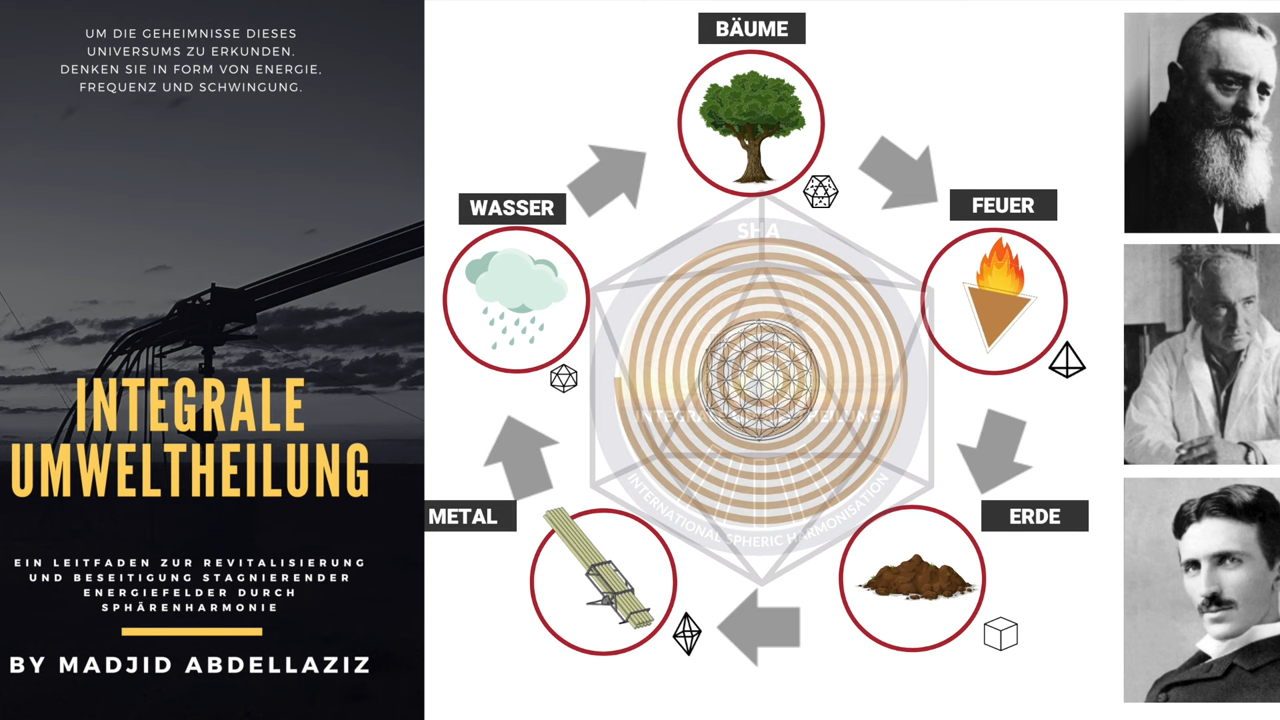 UM DIE GEHEIMNISSE DIESES
UNIVERSUMS ZU ERKUNDEN.
DENKEN SIE IN FORM VON ENERGIE,
FREQUENZ UND SCHWINGUNG.
INTEGRALE
UMWELTHEILUNG
EIN LEITFADEN ZUR REVITALISIERUNG
UND BESEITIGUNG STAGNIERENDER
ENERGIEFELDER DURCH
SPHÄRENHARMONIE
BY MADJID ABDELLAZIZ
BÄUME
WASSER
FEUER
SHA
INTERNATIONAL SPHERIC HARMONISATION
METAL
ERDE